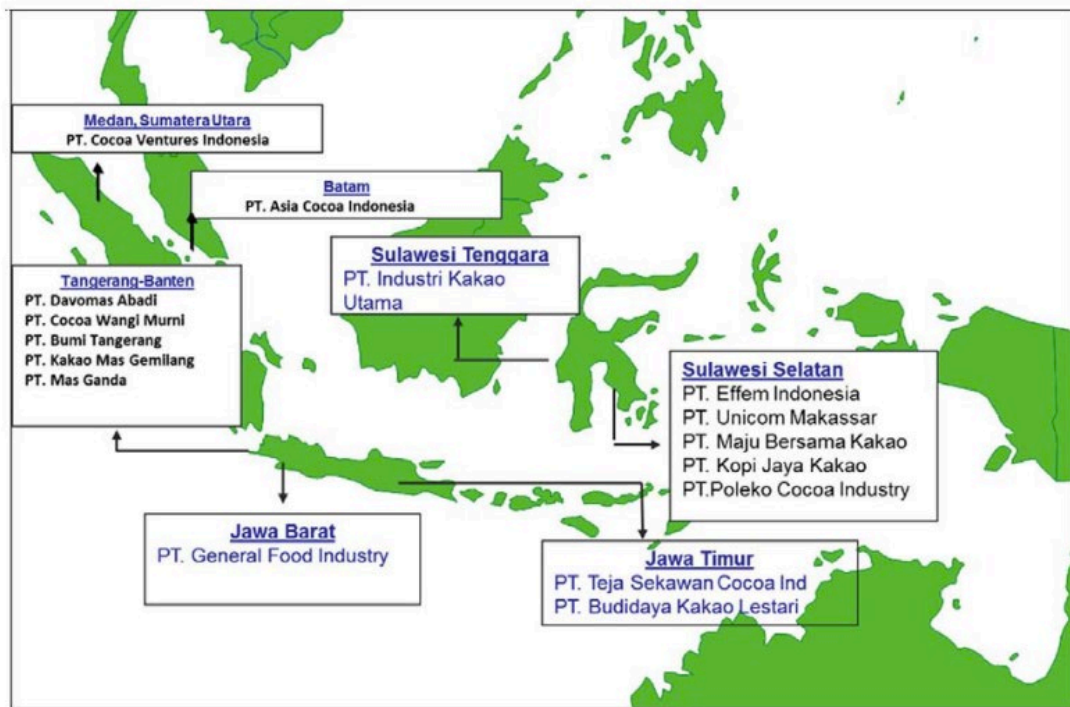 Medan, Sumatera Utara
PT. Cocoa Ventures Indonesia
Batam
PT. Asia Cocoa Indonesia
Sulawesi Tenggara
PT. Industri Kakao
Utama
Tangerang-Banten
PT. Davomas Abadi
PT. Cocoa Wangi Murni
PT. Bumi Tangerang
PT. Kakao Mas Gemilang
PT. Mas Ganda
Sulawesi Selatan
PT. Effem Indonesia
PT. Unicom Makassar
PT. Maju Bersama Kakao
PT. Kopi Jaya Kakao
PT.Poleko Cocoa Industry
Jawa Barat
PT. General Food Industry
Jawa Timur
PT. Teja Sekawan Cocoa Ind
PT. Budidaya Kakao Lestari